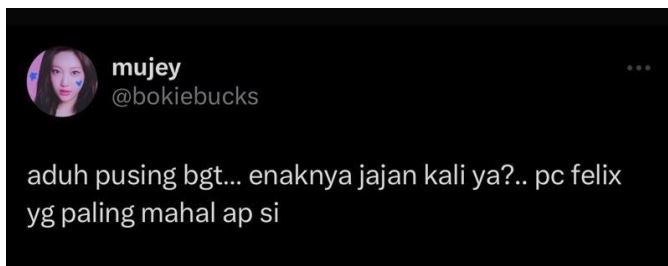 mujey
@bokiebucks
aduh pusing bgt... enaknya jajan kali ya?.. pc felix
yg paling mahal ap si